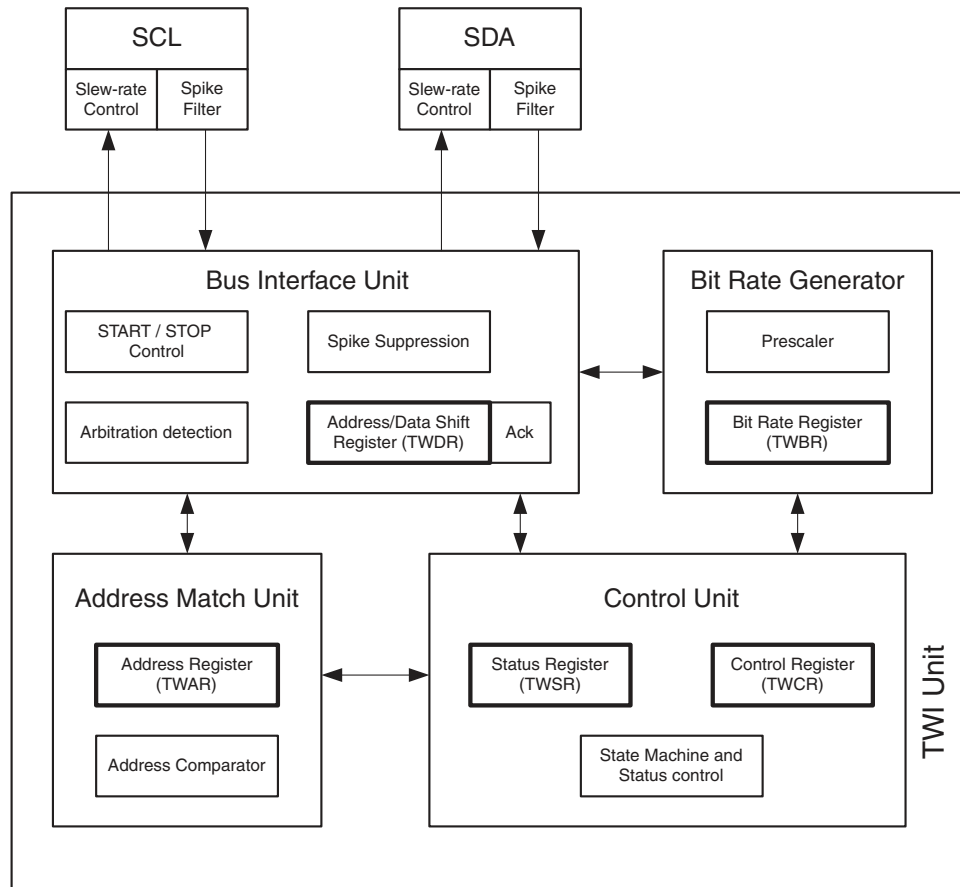 SCL
SDA
Slew-rate
Control
Spike
Filter
Slew-rate
Control
Spike
Filter
Bus Interface Unit
START / STOP
Control
Spike Suppression
Arbitration detection
Address/Data Shift
Register (TWDR)
Ack
Bit Rate Generator
Prescaler
Bit Rate Register
(TWBR)
Address Match Unit
Address Register
(TWAR)
Address Comparator
Control Unit
Status Register
(TWSR)
Control Register
(TWCR)
State Machine and
Status control
TWI Unit